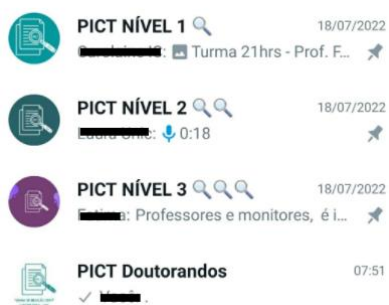 PICT NÍVEL 1
18/07/2022
: Turma 21hrs - Prof. F...
PICT NÍVEL 2
18/07/2022
: 0:18
PICT NÍVEL 3
18/07/2022
: Professores e monitores, é i...
PICT Doutorandos
07:51